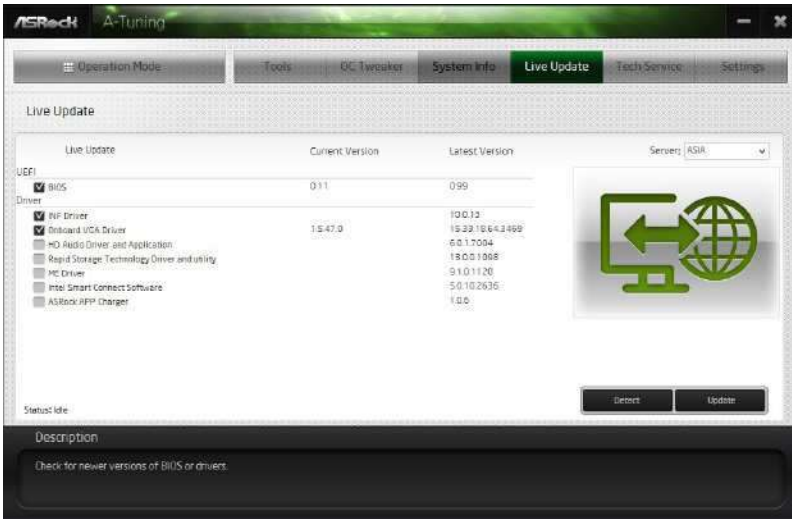 ASRock A-Tuning
Operation Mode Tools OC Tweaker System Info Live Update Tech Service Settings
Live Update
Live Update Current Version Latest Version Server: ASIA
UEFI
BIOS 0.11 0.99
Driver
INF Driver 10.0.13
Onboard VGA Driver 1.5.47.0 15.33.18.64.3469
HD Audio Driver and Application 6.0.1.7004
Rapid Storage Technology Driver and utility 13.0.0.1098
ME Driver 9.1.0.1120
Intel Smart Connect Software 5.0.10.2636
ASRock APP Charger 1.0.6
Detect Update
Status: Idle
Description
Check for newer versions of BIOS or drivers.